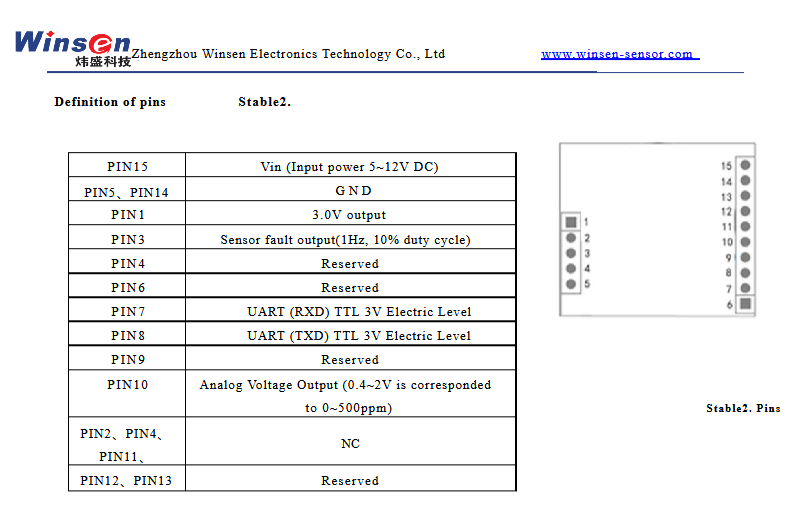 Winsen
炜盛科技
Zhengzhou Winsen Electronics Technology Co., Ltd
www.winsen-sensor.com
Definition of pins Stable2.
PIN15 Vin (Input power 5~12V DC)
PIN5、PIN14 GND
PIN1 3.0V output
PIN3 Sensor fault output(1Hz, 10% duty cycle)
PIN4 Reserved
PIN6 Reserved
PIN7 UART (RXD) TTL 3V Electric Level
PIN8 UART (TXD) TTL 3V Electric Level
PIN9 Reserved
PIN10 Analog Voltage Output (0.4~2V is corresponded
to 0~500ppm)
PIN2、PIN4、
PIN11、
NC
PIN12、PIN13 Reserved
1
2
3
4
5
15
14
13
12
11
10
9
8
7
6
Stable2. Pins